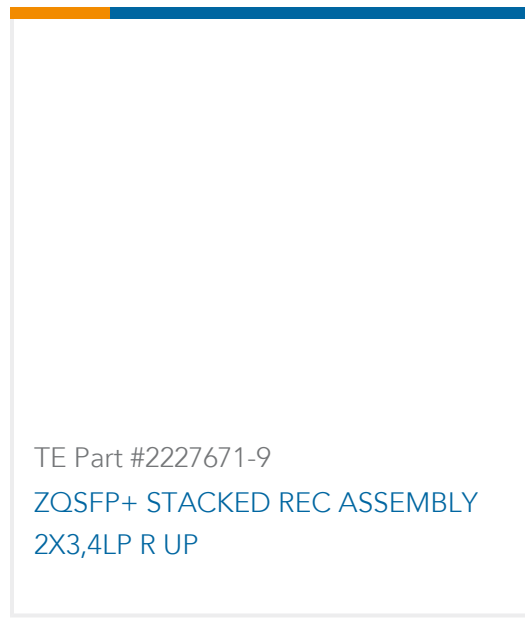 TE Part #2227671-9
ZQSFP+ STACKED REC ASSEMBLY
2X3,4LP R UP